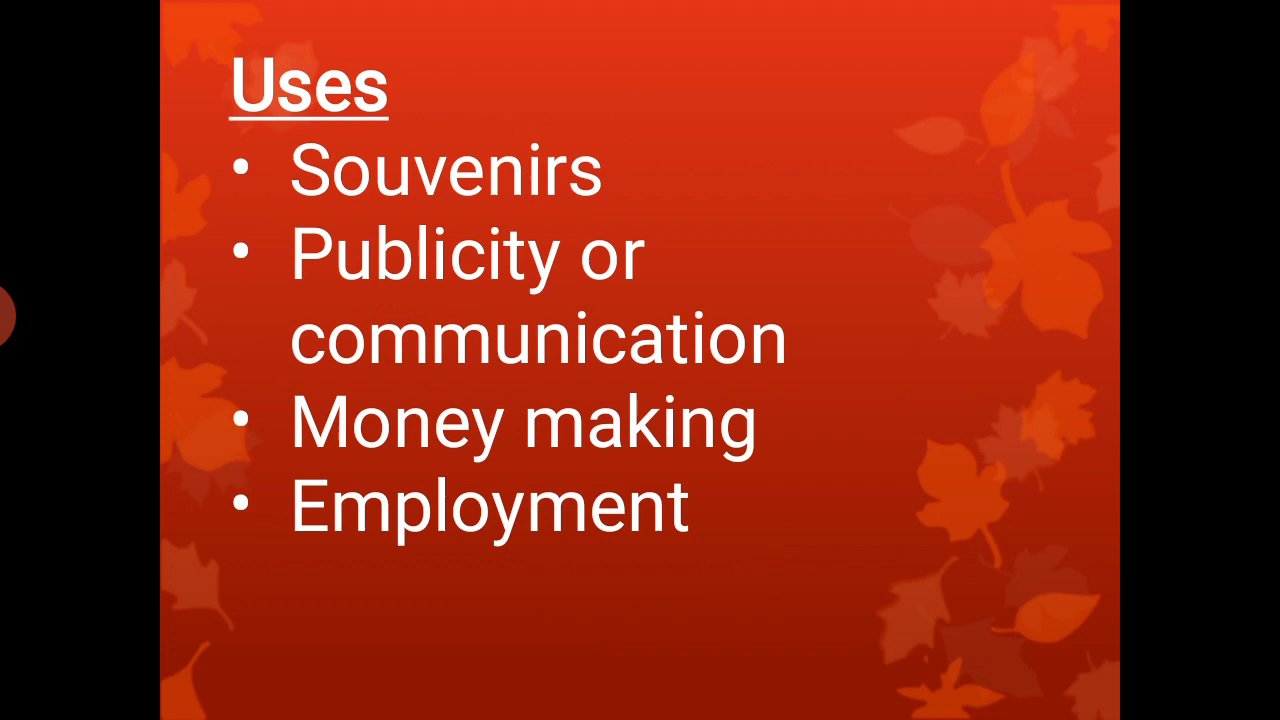 Uses
• Souvenirs
• Publicity or
communication
• Money making
• Employment